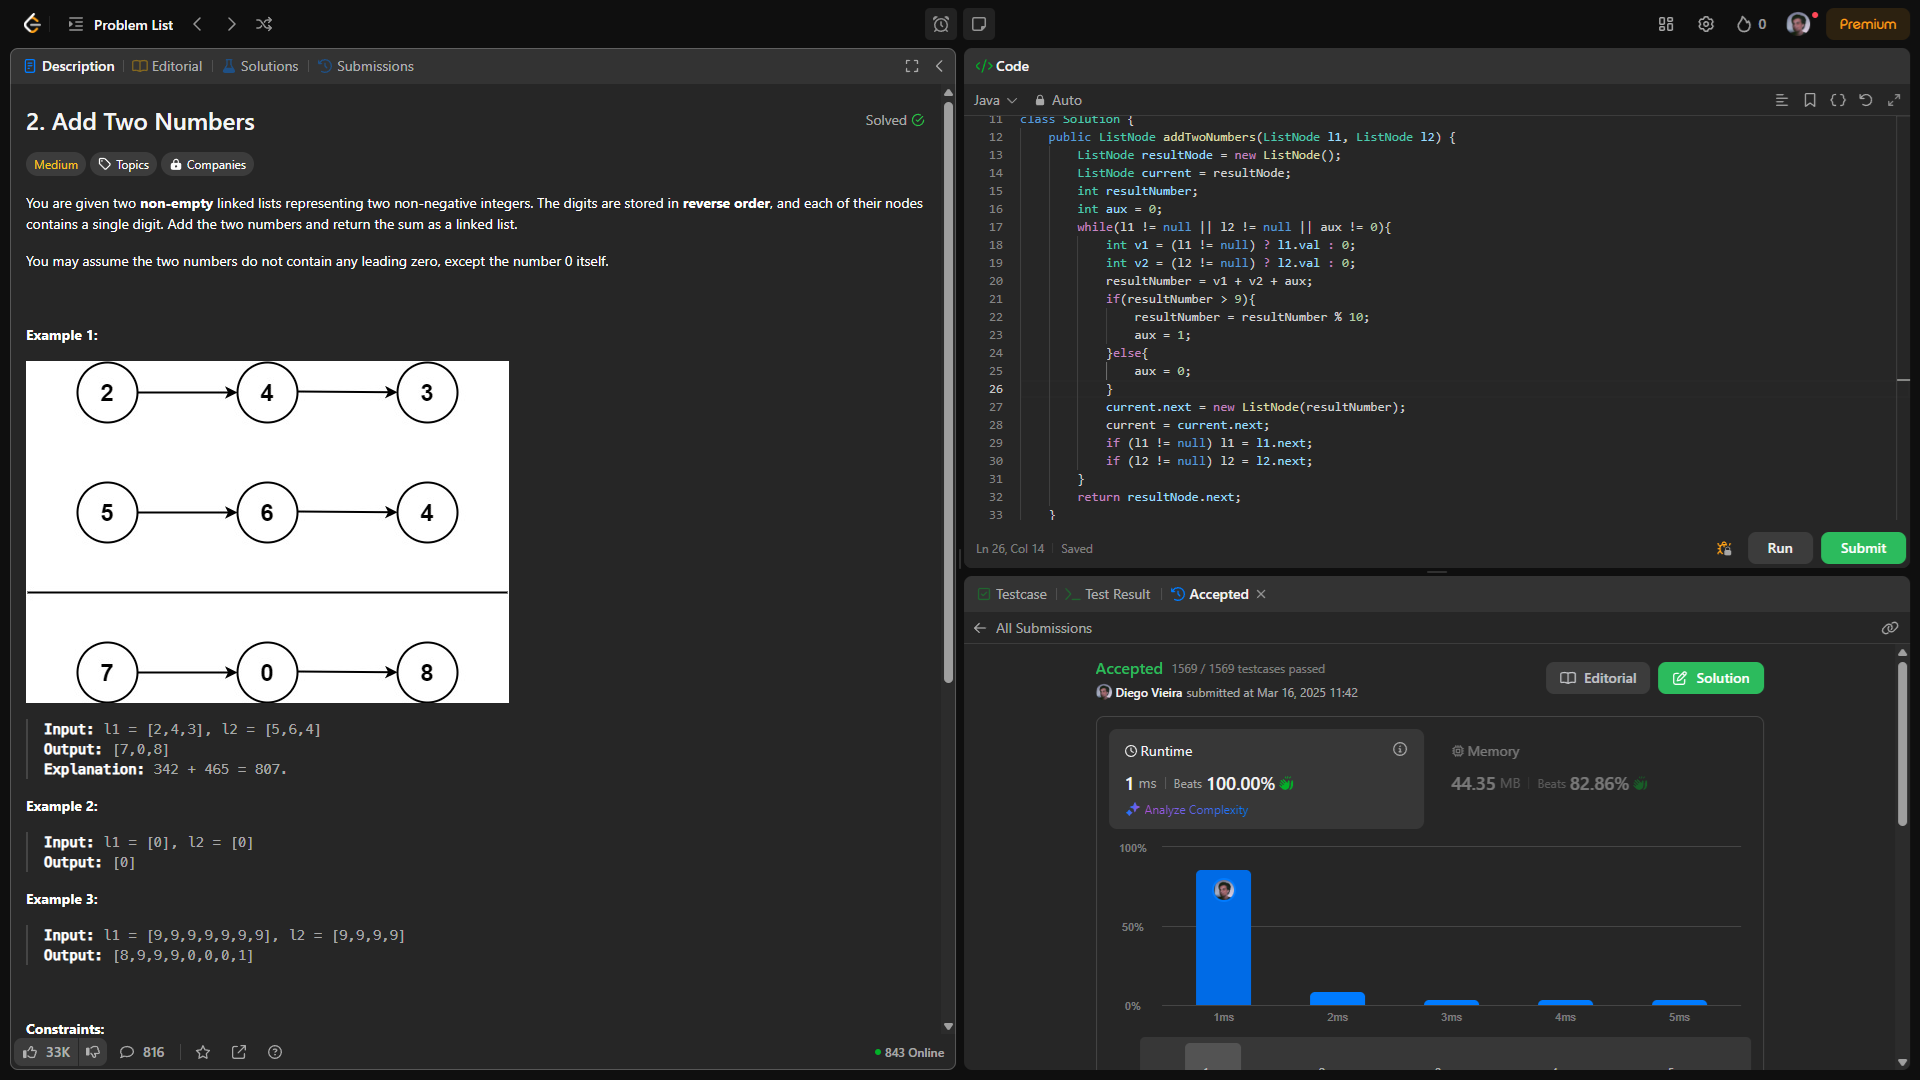 Problem List
0
Premium
Description
Editorial
Solutions
Submissions
2. Add Two Numbers
Solved
Medium
Topics
Companies
You are given two non-empty linked lists representing two non-negative integers. The digits are stored in reverse order, and each of their nodes
contains a single digit. Add the two numbers and return the sum as a linked list.
You may assume the two numbers do not contain any leading zero, except the number 0 itself.
Example 1:
2 4 3
5 6 4
7 0 8
Input: l1 = [2,4,3], l2 = [5,6,4]
Output: [7,0,8]
Explanation: 342 + 465 = 807.
Example 2:
Input: l1 = [0], l2 = [0]
Output: [0]
Example 3:
Input: l1 = [9,9,9,9,9,9,9], l2 = [9,9,9,9]
Output: [8,9,9,9,0,0,0,1]
Constraints:
33K
816
843 Online
</> Code
Java
Auto
11 class Solution {
12 public ListNode addTwoNumbers(ListNode l1, ListNode l2) {
13 ListNode resultNode = new ListNode();
14 ListNode current = resultNode;
15 int resultNumber;
16 int aux = 0;
17 while(l1 != null || l2 != null || aux != 0){
18 int v1 = (l1 != null) ? l1.val : 0;
19 int v2 = (l2 != null) ? l2.val : 0;
20 resultNumber = v1 + v2 + aux;
21 if(resultNumber > 9){
22 resultNumber = resultNumber % 10;
23 aux = 1;
24 }else{
25 aux = 0;
26 }
27 current.next = new ListNode(resultNumber);
28 current = current.next;
29 if (l1 != null) l1 = l1.next;
30 if (l2 != null) l2 = l2.next;
31 }
32 return resultNode.next;
33 }
Ln 26, Col 14
Saved
Run
Submit
Testcase
Test Result
Accepted
All Submissions
Accepted 1569 / 1569 testcases passed
Diego Vieira submitted at Mar 16, 2025 11:42
Editorial
Solution
Runtime
1 ms
Beats 100.00%
Analyze Complexity
Memory
44.35 MB
Beats 82.86%
100%
50%
0%
1ms 2ms 3ms 4ms 5ms